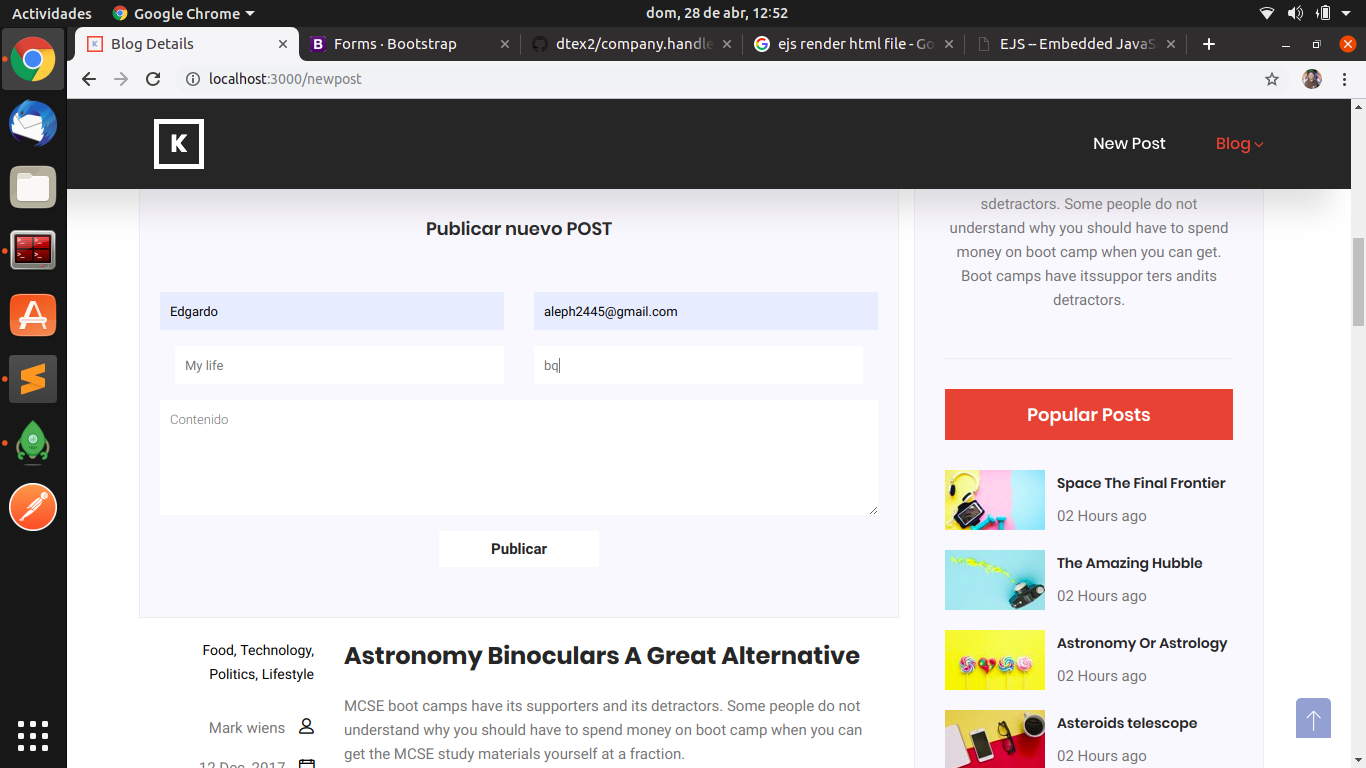 Actividades
Google Chrome
dom, 28 de abr, 12:52
Blog Details
Forms · Bootstrap
dtex2/company.handle
ejs render html file - Go
EJS -- Embedded JavaS
localhost:3000/newpost
K
New Post
Blog
Publicar nuevo POST
Edgardo
aleph2445@gmail.com
My life
bq
Contenido
Publicar
Food, Technology,
Politics, Lifestyle
Mark wiens
12 Dec, 2017
Astronomy Binoculars A Great Alternative
MCSE boot camps have its supporters and its detractors. Some people do not
understand why you should have to spend money on boot camp when you can
get the MCSE study materials yourself at a fraction.
sdetractors. Some people do not
understand why you should have to spend
money on boot camp when you can get.
Boot camps have itssuppor ters andits
detractors.
Popular Posts
Space The Final Frontier
02 Hours ago
The Amazing Hubble
02 Hours ago
Astronomy Or Astrology
02 Hours ago
Asteroids telescope
02 Hours ago